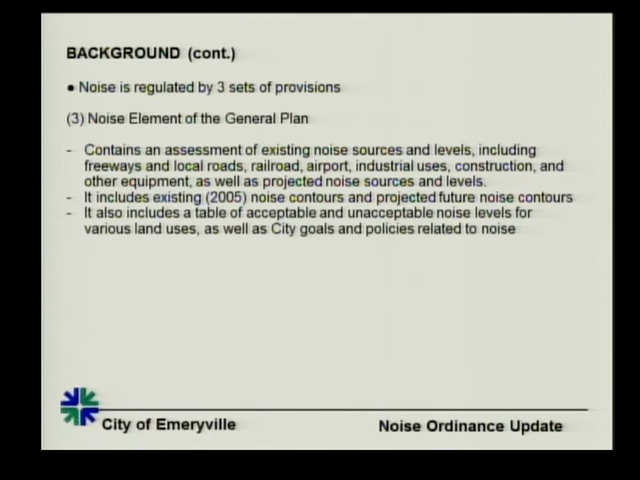 BACKGROUND (cont.)
● Noise is regulated by 3 sets of provisions
(3) Noise Element of the General Plan
- Contains an assessment of existing noise sources and levels, including
freeways and local roads, railroad, airport, industrial uses, construction, and
other equipment, as well as projected noise sources and levels.
- It includes existing (2005) noise contours and projected future noise contours
- It also includes a table of acceptable and unacceptable noise levels for
various land uses, as well as City goals and policies related to noise
City of Emeryville
Noise Ordinance Update